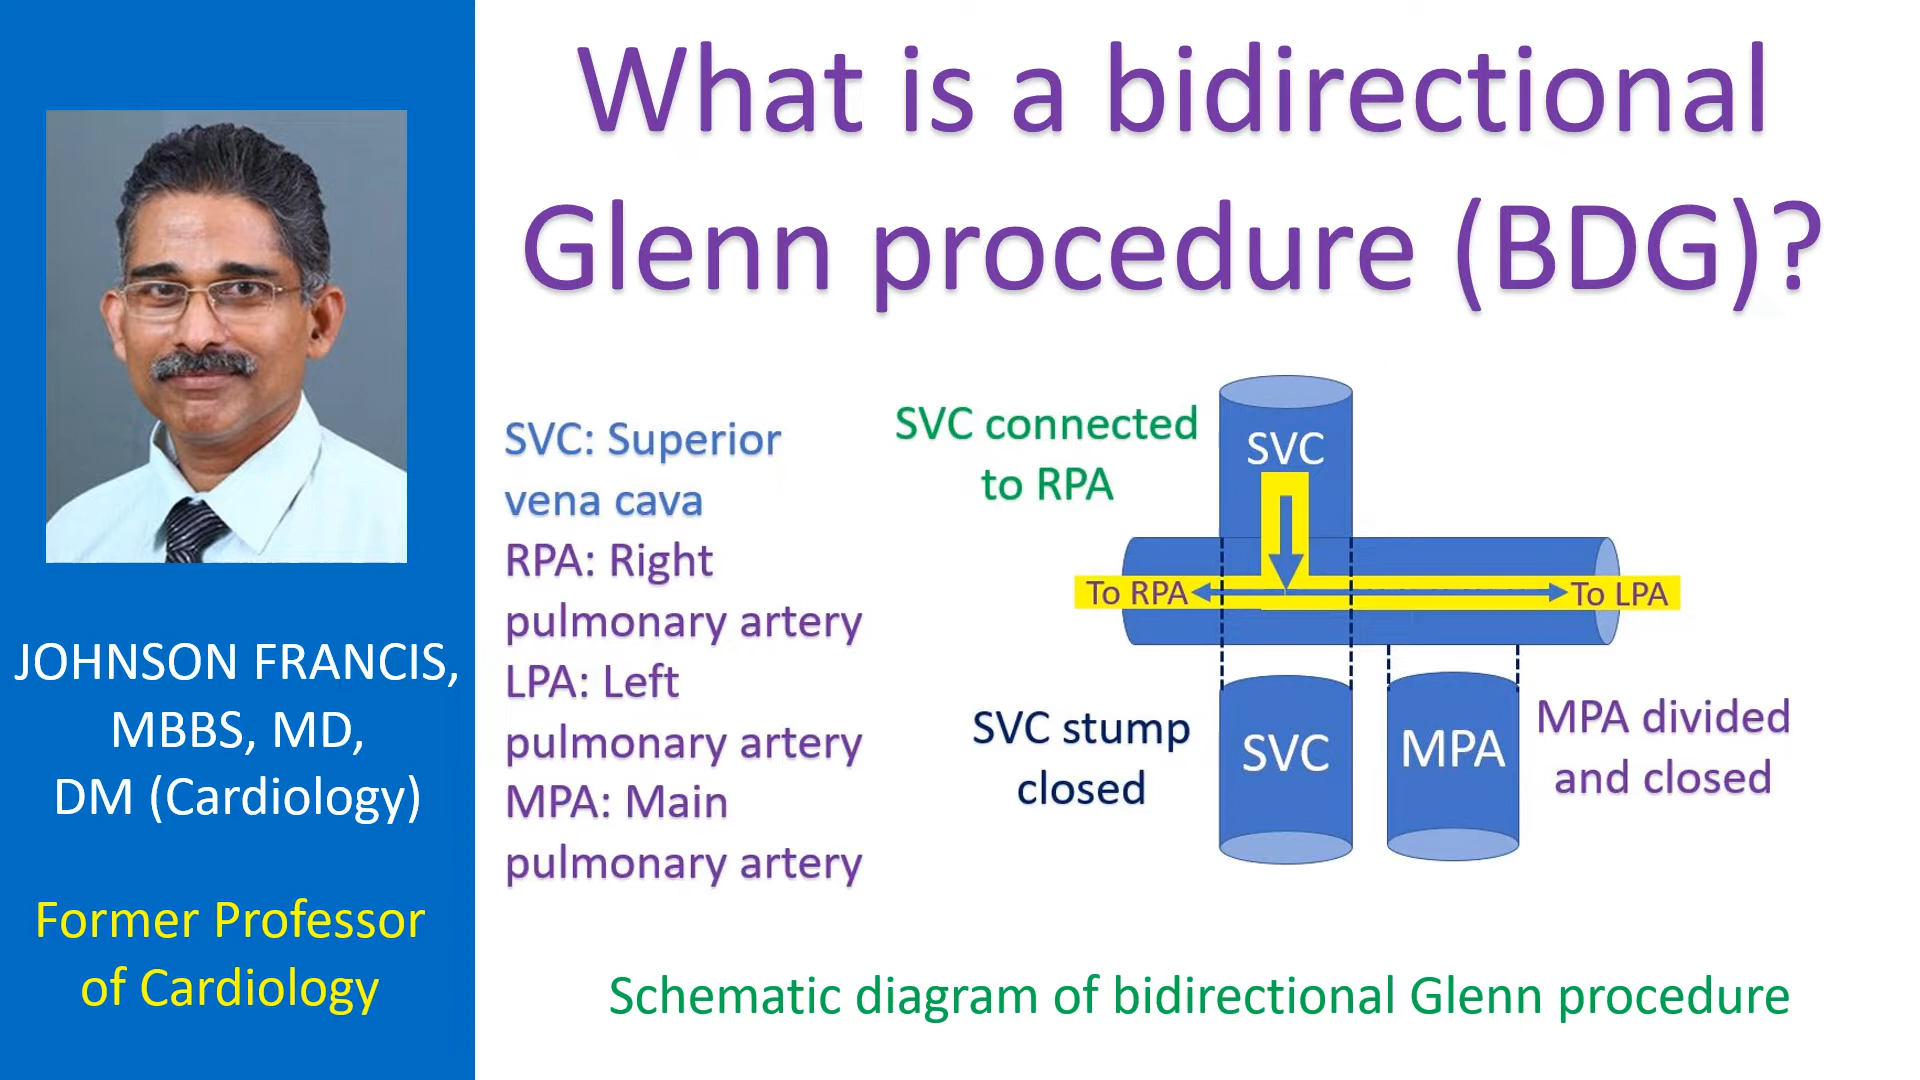 What is a bidirectional
Glenn procedure (BDG)?
JOHNSON FRANCIS,
MBBS, MD,
DM (Cardiology)
Former Professor
of Cardiology
SVC: Superior
vena cava
RPA: Right
pulmonary artery
LPA: Left
pulmonary artery
MPA: Main
pulmonary artery
SVC connected
to RPA
SVC
To RPA
To LPA
SVC stump
closed
SVC
MPA
MPA divided
and closed
Schematic diagram of bidirectional Glenn procedure